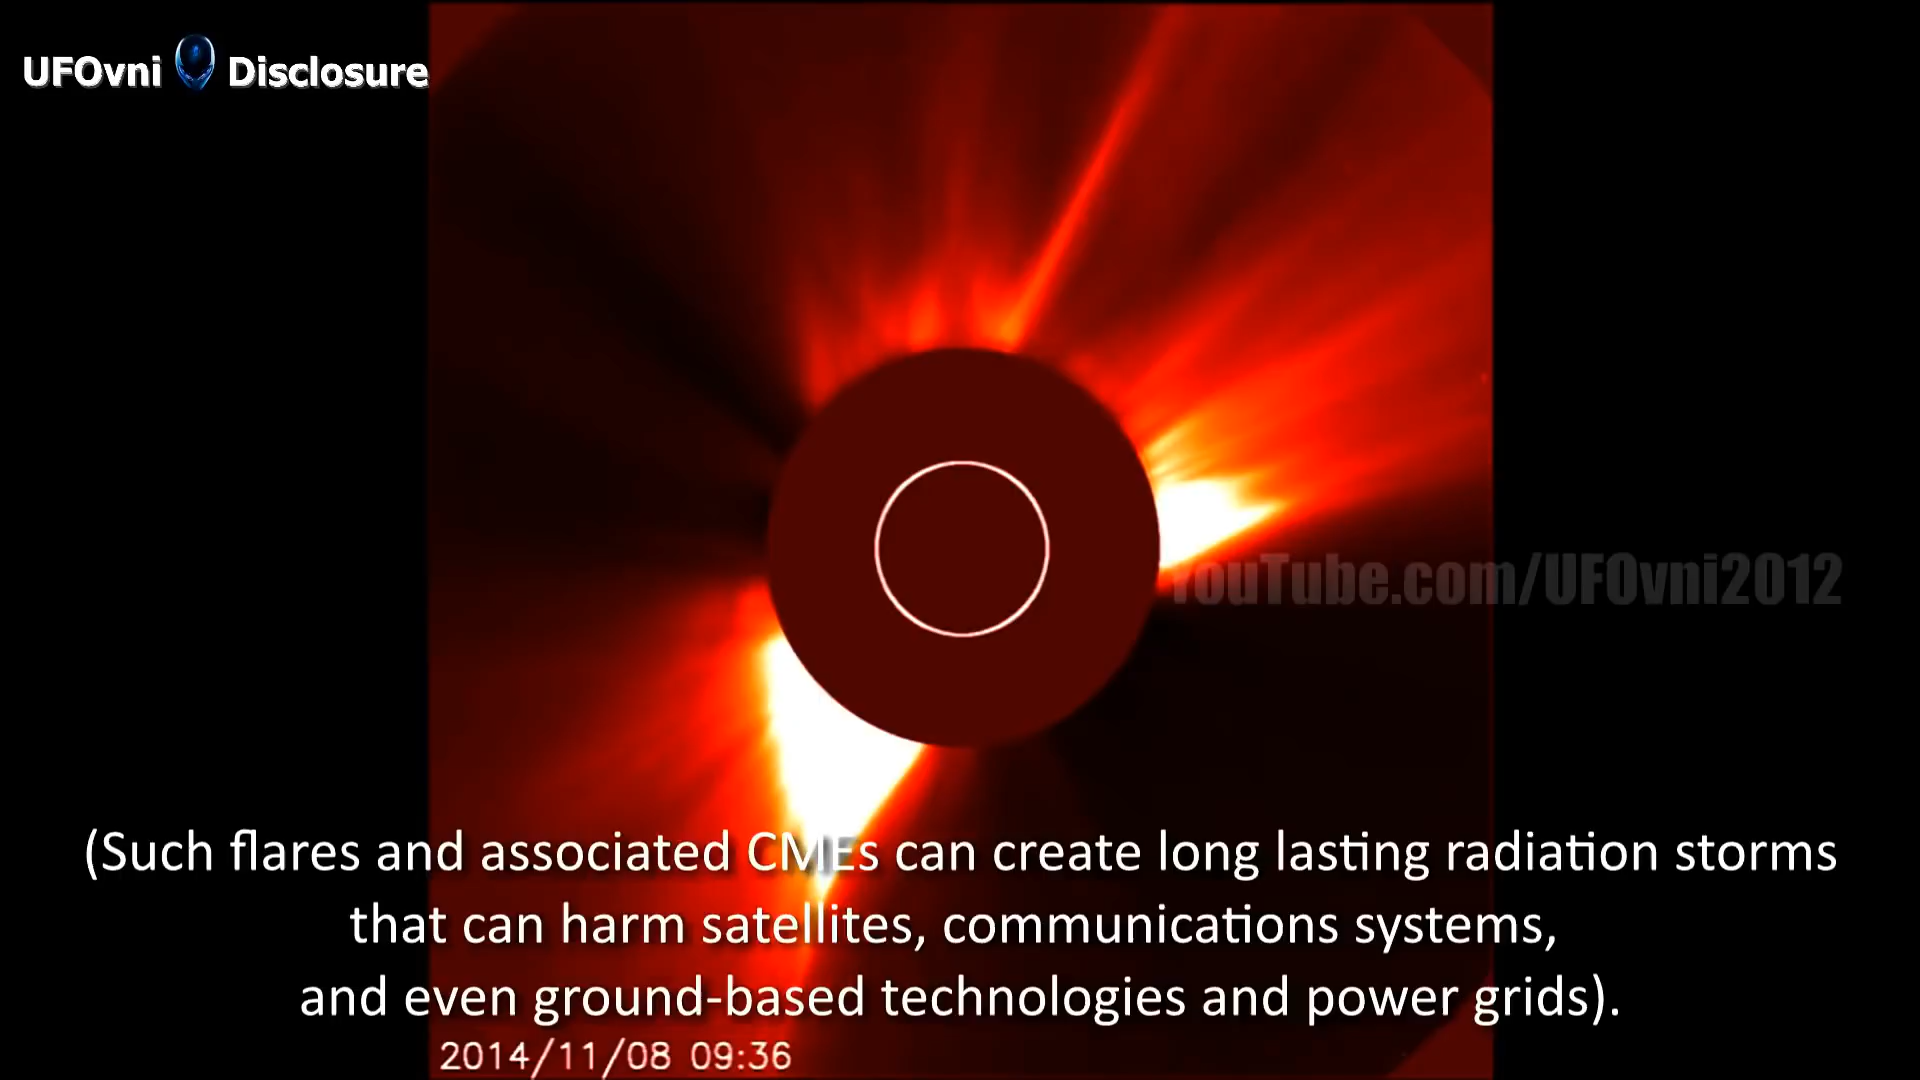 UFOvni Disclosure
YouTube.com/UFOvni2012
(Such flares and associated CMEs can create long lasting radiation storms
that can harm satellites, communications systems,
and even ground-based technologies and power grids).
2014/11/08 09:36